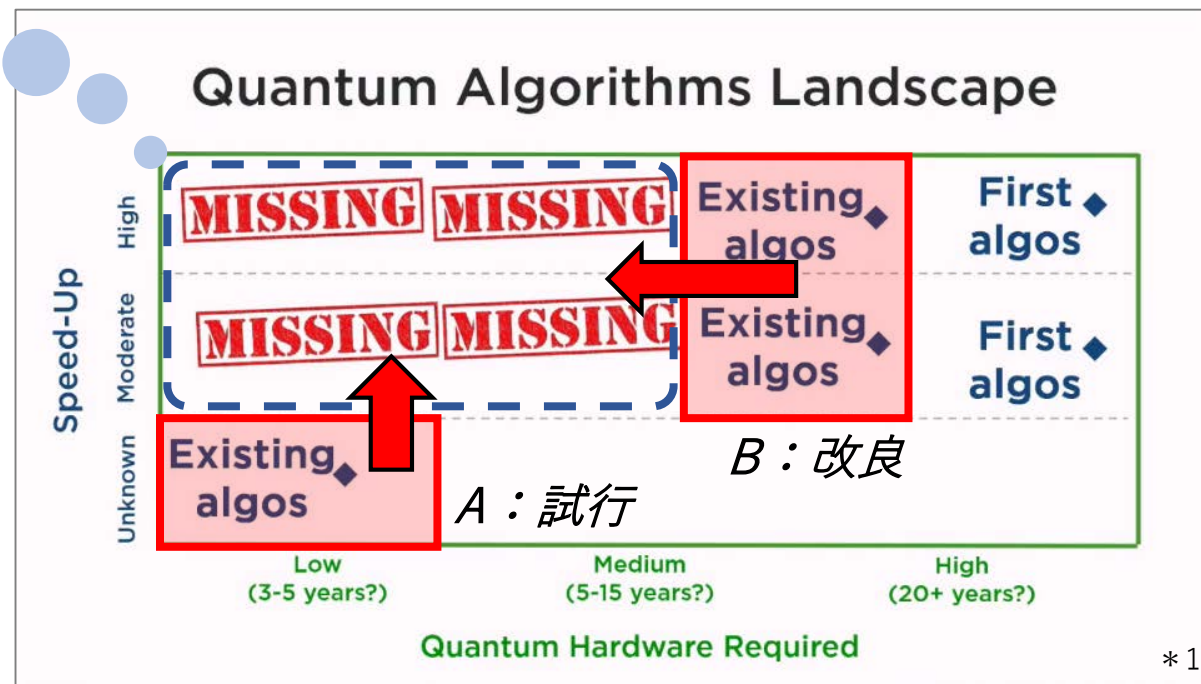 Quantum Algorithms Landscape
Speed-Up
High
MISSING MISSING
Existing
algos
First
algos
Moderate
MISSING MISSING
Existing
algos
First
algos
Unknown
Existing
algos
A：試行
B：改良
Low
(3-5 years?)
Medium
(5-15 years?)
High
(20+ years?)
Quantum Hardware Required
*1